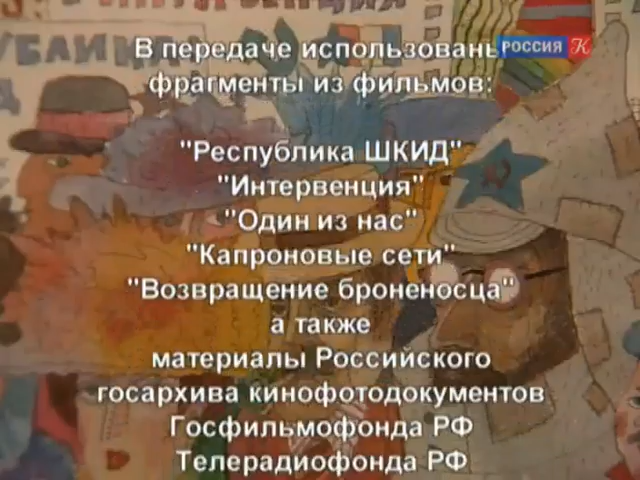 В передаче использованы
РОССИЯ К
фрагменты из фильмов:
"Республика ШКИД"
"Интервенция"
"Один из нас"
"Капроновые сети"
"Возвращение броненосца"
а также
материалы Российского
госархива кинофотодокументов
Госфильмофонда РФ
Телерадиофонда РФ